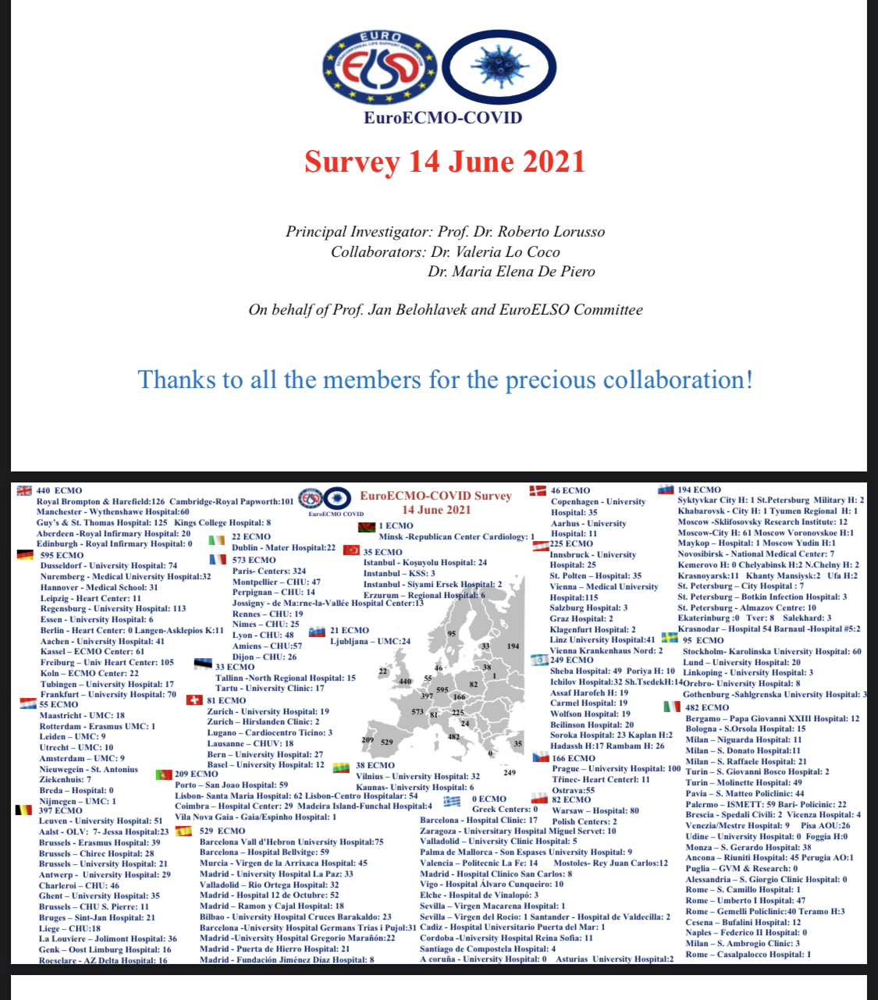 EURO
ELSO
EuroECMO-COVID
Survey 14 June 2021
Principal Investigator: Prof. Dr. Roberto Lorusso
Collaborators: Dr. Valeria Lo Coco
Dr. Maria Elena De Piero
On behalf of Prof. Jan Belohlavek and EuroELSO Committee
Thanks to all the members for the precious collaboration!
EuroECMO COVID
EuroECMO-COVID Survey
14 June 2021
440 ECMO
Royal Brompton & Harefield:126 Cambridge-Royal Papworth:101
Manchester - Wythenshawe Hospital:60
Guy's & St. Thomas Hospital: 125 Kings College Hospital: 8
Aberdeen -Royal Infirmary Hospital: 20
Edinburgh - Royal Infirmary Hospital: 0
595 ECMO
Dusseldorf - University Hospital: 74
Nuremberg - Medical University Hospital:32
Hannover - Medical School: 31
Leipzig - Heart Center: 11
Regensburg - University Hospital: 113
Essen - University Hospital: 6
Berlin - Heart Center: 0 Langen-Asklepios K:11
Aachen - University Hospital: 41
Kassel – ECMO Center: 61
Freiburg – Univ Heart Center: 105
Koln – ECMO Center: 22
Tubingen – University Hospital: 17
Frankfurt – University Hospital: 70
55 ECMO
Maastricht - UMC: 18
Rotterdam - Erasmus UMC: 1
Leiden – UMC: 9
Utrecht – UMC: 10
Amsterdam – UMC: 9
Nieuwegein - St. Antonius
Ziekenhuis: 7
Breda – Hospital: 0
Nijmegen – UMC: 1
397 ECMO
Leuven - University Hospital: 51
Aalst - OLV: 7- Jessa Hospital:23
Brussels - Erasmus Hospital: 39
Brussels – Chirec Hospital: 28
Brussels – University Hospital: 21
Antwerp - University Hospital: 29
Charleroi – CHU: 46
Ghent – University Hospital: 35
Brussels – CHU S. Pierre: 11
Bruges – Sint-Jan Hospital: 21
Liege – CHU:18
La Louviere – Jolimont Hospital: 36
Genk – Oost Limburg Hospital: 16
Roeselare - AZ Delta Hospital: 16
22 ECMO
Dublin - Mater Hospital:22
573 ECMO
Paris- Centers: 324
Montpellier – CHU: 47
Perpignan – CHU: 14
Jossigny - de Ma:rne-la-Vallée Hospital Center:13
Rennes – CHU: 19
Nimes – CHU: 25
Lyon - CHU: 48
Amiens – CHU:57
Dijon – CHU: 26
33 ECMO
Tallinn -North Regional Hospital: 15
Tartu - University Clinic: 17
81 ECMO
Zurich - University Hospital: 19
Zurich – Hirslanden Clinic: 2
Lugano – Cardiocentro Ticino: 3
Lausanne – CHUV: 18
Bern – University Hospital: 27
Basel – University Hospital: 12
209 ECMO
Porto – San Joao Hospital: 59
Lisbon- Santa Maria Hospital: 62 Lisbon-Centro Hospitalar: 54
Coimbra – Hospital Center: 29 Madeira Island-Funchal Hospital:4
Vila Nova Gaia - Gaia/Espinho Hospital: 1
529 ECMO
Barcelona Vall d'Hebron University Hospital:75
Barcelona – Hospital Bellvitge: 59
Murcia - Virgen de la Arrixaca Hospital: 45
Madrid - University Hospital La Paz: 33
Valladolid – Rio Ortega Hospital: 32
Madrid - Hospital 12 de Octubre: 52
Madrid – Ramon y Cajal Hospital: 18
Bilbao - University Hospital Cruces Barakaldo: 23
Barcelona -University Hospital Germans Trias i Pujol:31
Madrid -University Hospital Gregorio Marañón:22
Madrid - Puerta de Hierro Hospital: 21
Madrid - Fundación Jiménez Díaz Hospital: 8
1 ECMO
Minsk -Republican Center Cardiology: 1
35 ECMO
Istanbul - Koşuyolu Hospital: 24
Instanbul – KSS: 3
Instanbul - Siyami Ersek Hospital: 2
Erzurum – Regional Hospital: 6
21 ECMO
Ljubljana – UMC:24
95
33
194
22
46
38
440
55
1
595
82
397
166
573
81
225
24
209
529
482
35
0
249
38 ECMO
Vilnius – University Hospital: 32
Kaunas- University Hospital: 6
0 ECMO
Greek Centers: 0
Barcelona - Hospital Clinic: 17
Zaragoza - Universitary Hospital Miguel Servet: 10
Valladolid – University Clinic Hospital: 5
Palma de Mallorca - Son Espases University Hospital: 9
Valencia – Politecnic La Fe: 14 Mostoles- Rey Juan Carlos:12
Madrid - Hospital Clinico San Carlos: 8
Vigo - Hospital Álvaro Cunqueiro: 10
Elche - Hospital de Vinalopó: 3
Sevilla – Virgen Macarena Hospital: 1
Sevilla – Virgen del Rocio: 1 Santander - Hospital de Valdecilla: 2
Cadiz - Hospital Universitario Puerta del Mar: 1
Cordoba -University Hospital Reina Sofia: 11
Santiago de Compostela Hospital: 4
A coruña - University Hospital: 0 Asturias University Hospital:2
46 ECMO
Copenhagen - University
Hospital: 35
Aarhus - University
Hospital: 11
225 ECMO
Innsbruck - University
Hospital: 25
St. Polten – Hospital: 35
Vienna – Medical University
Hospital:115
Salzburg Hospital: 3
Graz Hospital: 2
Klagenfurt Hospital: 2
Linz University Hospital:41
Vienna Krankenhaus Nord: 2
249 ECMO
Sheba Hospital: 49 Poriya H: 10
Ichilov Hospital:32 Sh.TsedekH:14
Assaf Harofeh H: 19
Carmel Hospital: 19
Wolfson Hospital: 19
Beilinson Hospital: 20
Soroka Hospital: 23 Kaplan H:2
Hadassh H:17 Rambam H: 26
166 ECMO
Prague – University Hospital: 100
Třinec- Heart Centerl: 11
Ostrava:55
82 ECMO
Warsaw – Hospital: 80
Polish Centers: 2
194 ECMO
Syktyvkar City H: 1 St.Petersburg Military H: 2
Khabarovsk - City H: 1 Tyumen Regional H: 1
Moscow -Sklifosovsky Research Institute: 12
Moscow-City H: 61 Moscow Voronovskoe H:1
Maykop – Hospital: 1 Moscow Yudin H:1
Novosibirsk - National Medical Center: 7
Kemerovo H: 0 Chelyabinsk H:2 N.Chelny H: 2
Krasnoyarsk:11 Khanty Mansiysk:2 Ufa H:2
St. Petersburg – City Hospital : 7
St. Petersburg – Botkin Infection Hospital: 3
St. Petersburg - Almazov Centre: 10
Ekaterinburg :0 Tver: 8 Salekhard: 3
Krasnodar – Hospital 54 Barnaul -Hospital #5:2
95 ECMO
Stockholm- Karolinska University Hospital: 60
Lund – University Hospital: 20
Linkoping - University Hospital: 3
Orebro- University Hospital: 8
Gothenburg -Sahlgrenska University Hospital: 3
482 ECMO
Bergamo – Papa Giovanni XXIII Hospital: 12
Bologna - S.Orsola Hospital: 15
Milan – Niguarda Hospital: 11
Milan – S. Donato Hospital:11
Milan – S. Raffaele Hospital: 21
Turin – S. Giovanni Bosco Hospital: 2
Turin – Molinette Hospital: 49
Pavia – S. Matteo Policlinic: 44
Palermo – ISMETT: 59 Bari- Policinic: 22
Brescia - Spedali Civili: 2 Vicenza Hospital: 4
Venezia/Mestre Hospital: 9 Pisa AOU:26
Udine – University Hospital: 0 Foggia H:0
Monza – S. Gerardo Hospital: 38
Ancona – Riuniti Hospital: 45 Perugia AO:1
Puglia – GVM & Research: 0
Alessandria – S. Giorgio Clinic Hospital: 0
Rome – S. Camillo Hospital: 1
Rome – Umberto I Hospital: 47
Rome – Gemelli Policlinic:40 Teramo H:3
Cesena – Bufalini Hospital: 12
Naples – Federico II Hospital: 0
Milan – S. Ambrogio Clinic: 3
Rome – Casalpalocco Hospital: 1